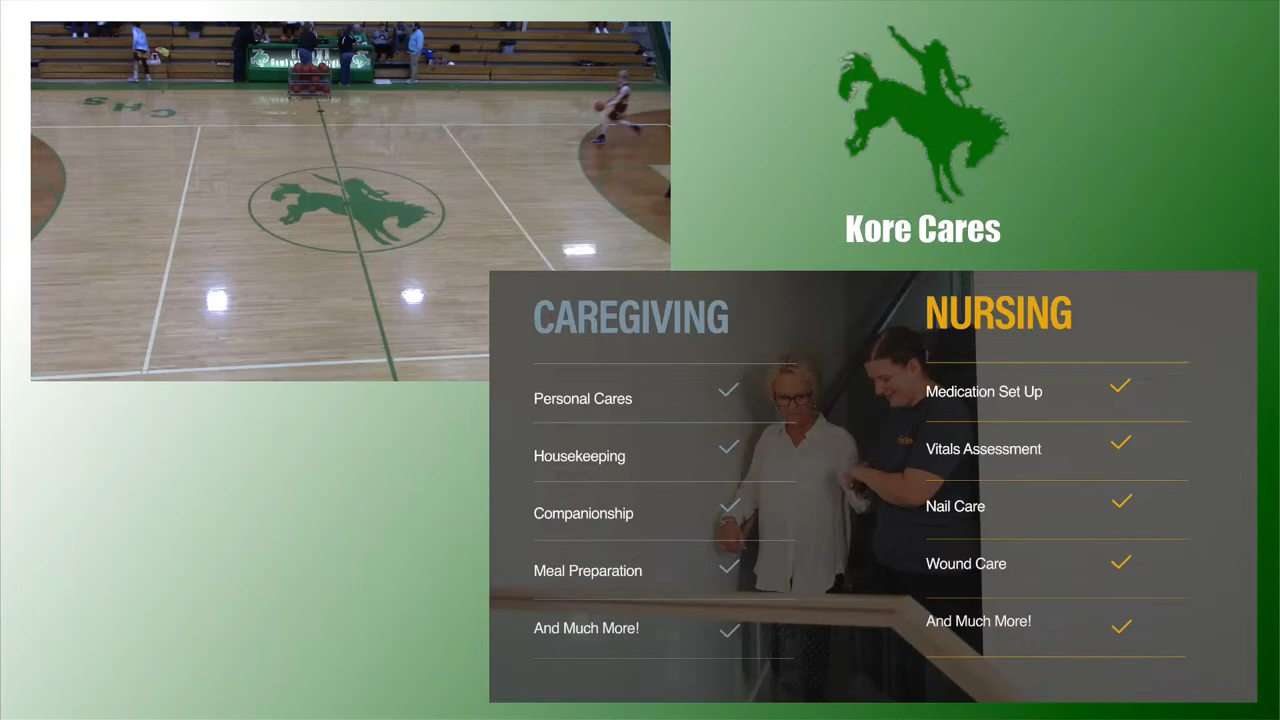 CHS
Kore Cares
CAREGIVING
Personal Cares
Housekeeping
Companionship
Meal Preparation
And Much More!
NURSING
Medication Set Up
Vitals Assessment
Nail Care
Wound Care
And Much More!